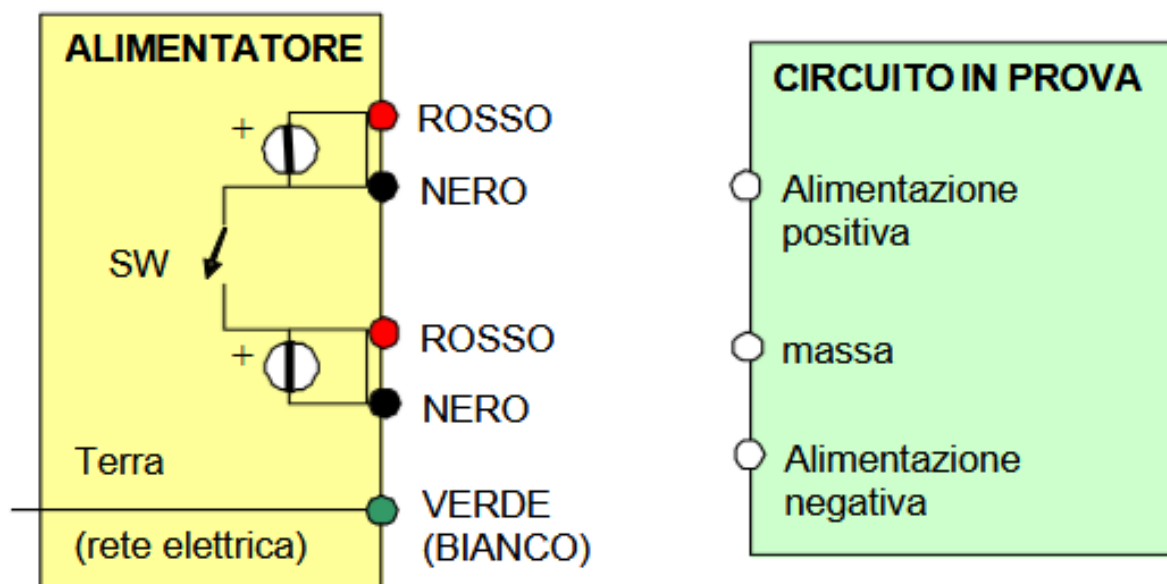 ALIMENTATORE
+
ROSSO
NERO
SW
+
ROSSO
NERO
Terra
(rete elettrica)
VERDE
(BIANCO)
CIRCUITO IN PROVA
Alimentazione
positiva
massa
Alimentazione
negativa